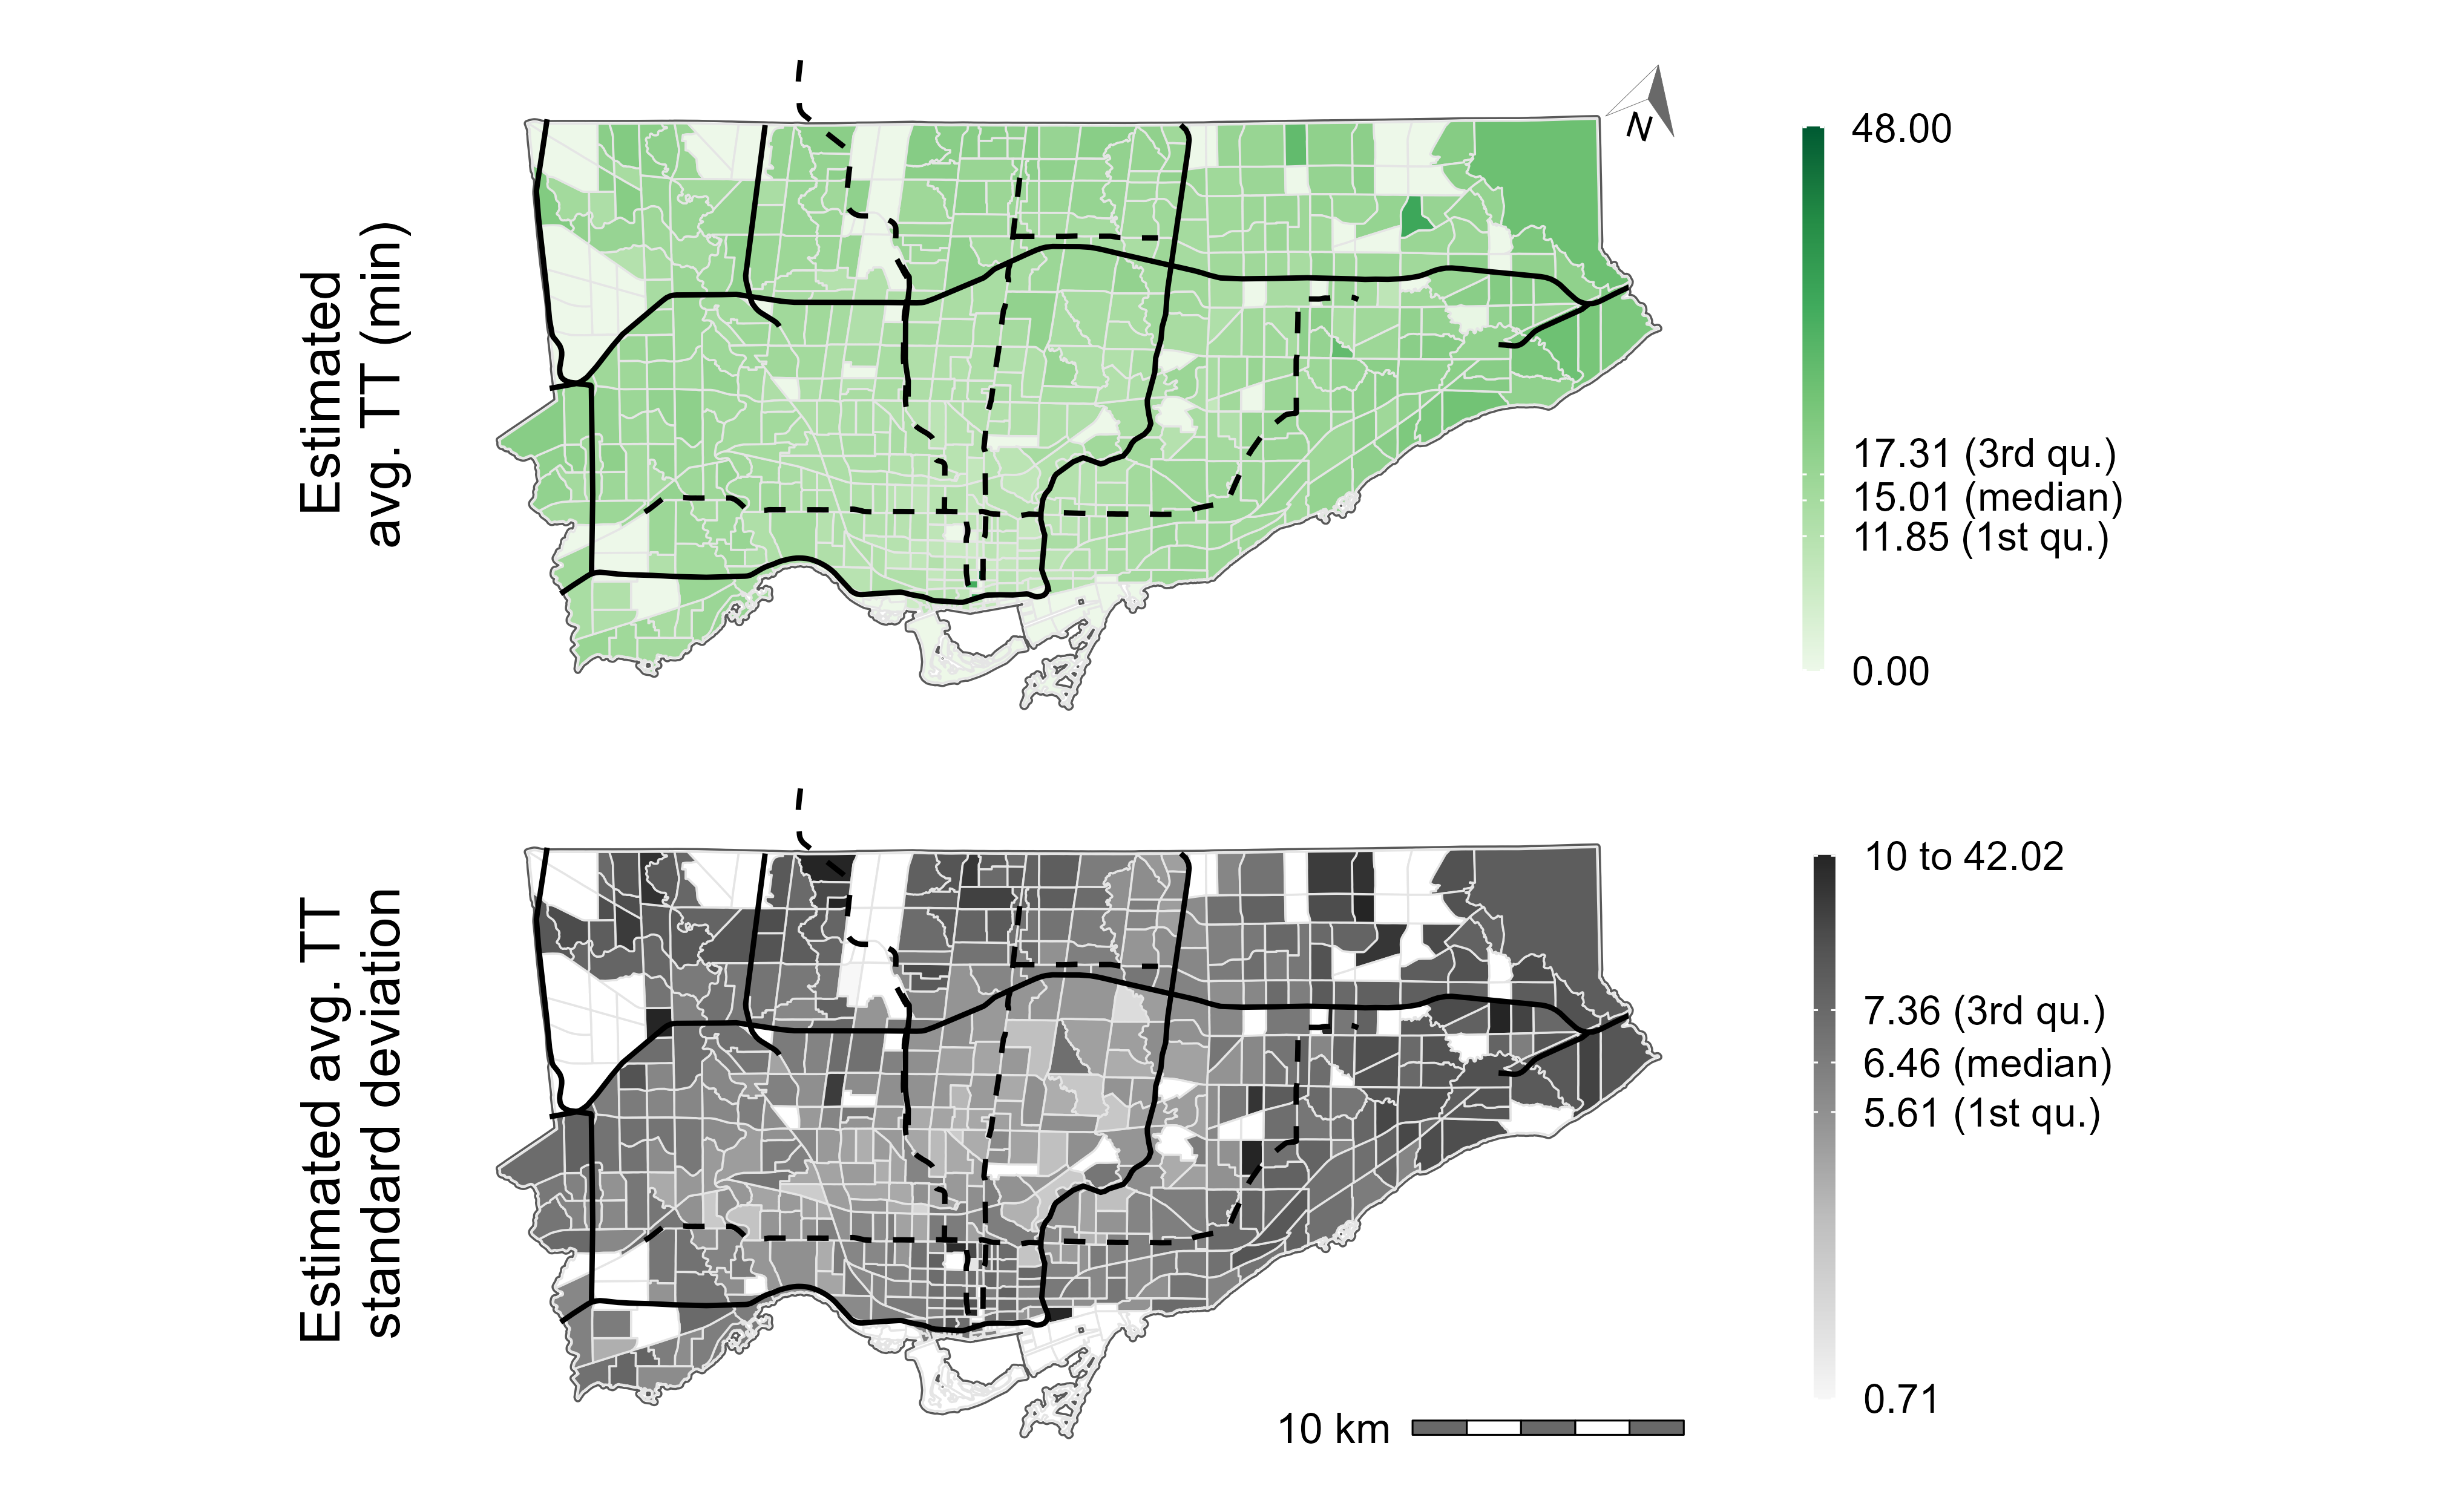 Estimated
avg. TT (min)
N
48.00
17.31 (3rd qu.)
15.01 (median)
11.85 (1st qu.)
0.00
Estimated avg. TT
standard deviation
10 to 42.02
7.36 (3rd qu.)
6.46 (median)
5.61 (1st qu.)
0.71
10 km